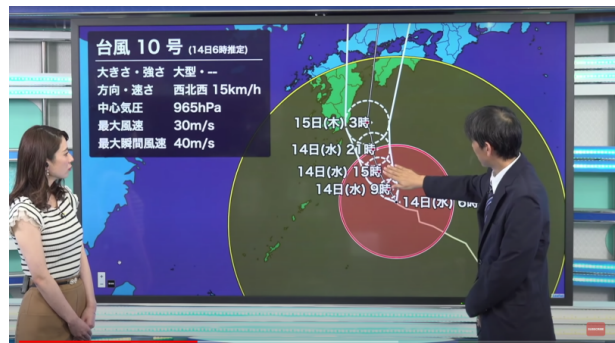 台風 10 号 (14日6時推定)
大きさ・強さ 大型・---
方向・速さ 西北西 15km/h
中心気圧 965hPa
最大風速 30m/s
最大瞬間風速 40m/s
15日(木) 3時
14日(水) 21時
14日(水) 15時
14日(水) 9時
14日(水) 6時